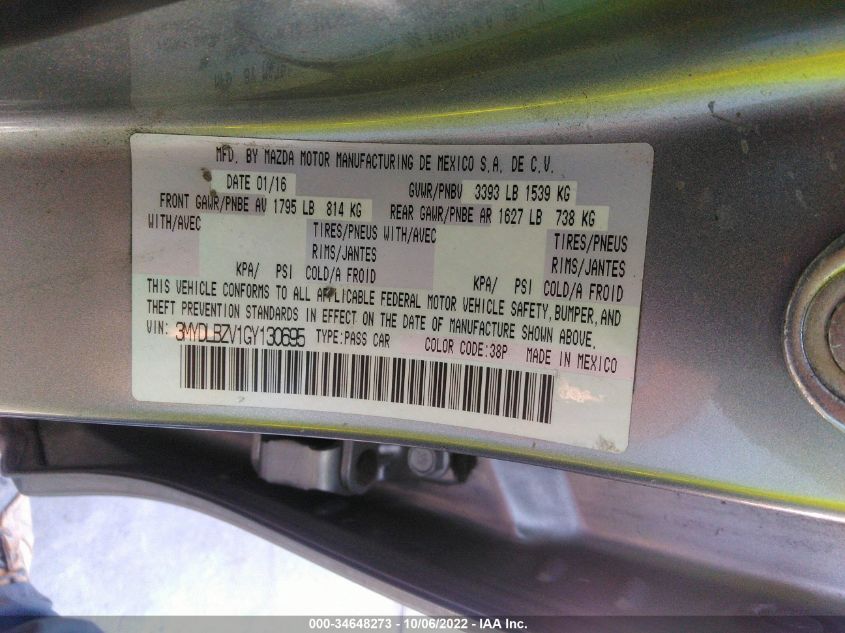 MFD. BY MAZDA MOTOR MANUFACTURING DE MEXICO S.A. DE C.V.
DATE 01/16 GVWR/PNBV 3393 LB 1539 KG
FRONT GAWR/PNBE AV 1795 LB 814 KG REAR GAWR/PNBE AR 1627 LB 738 KG
WITH/AVEC TIRES/PNEUS WITH/AVEC TIRES/PNEUS
RIMS/JANTES RIMS/JANTES
KPA/ PSI COLD/A FROID KPA/ PSI COLD/A FROID
THIS VEHICLE CONFORMS TO ALL APPLICABLE FEDERAL MOTOR VEHICLE SAFETY, BUMPER, AND
THEFT PREVENTION STANDARDS IN EFFECT ON THE DATE OF MANUFACTURE SHOWN ABOVE.
VIN: 3MYDLBZV1GY130695 TYPE:PASS CAR COLOR CODE:38P MADE IN MEXICO
000-34648273 - 10/06/2022 - IAA Inc.